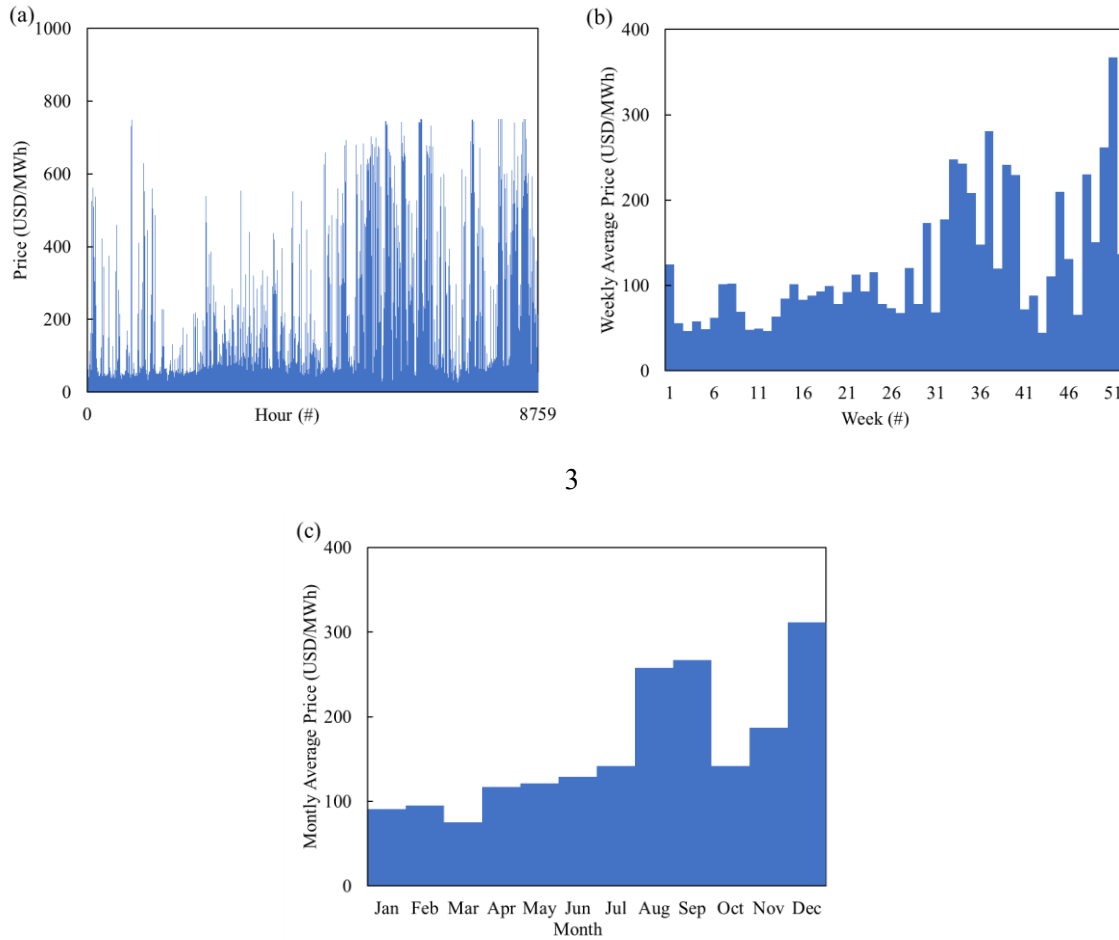 (a)
Price (USD/MWh)
1000
800
600
400
200
0
0 8759
Hour (#)
(b)
Weekly Average Price (USD/MWh)
400
300
200
100
0
1 6 11 16 21 26 31 36 41 46 51
Week (#)
3
(c)
Montly Average Price (USD/MWh)
400
300
200
100
0
Jan Feb Mar Apr May Jun Jul Aug Sep Oct Nov Dec
Month